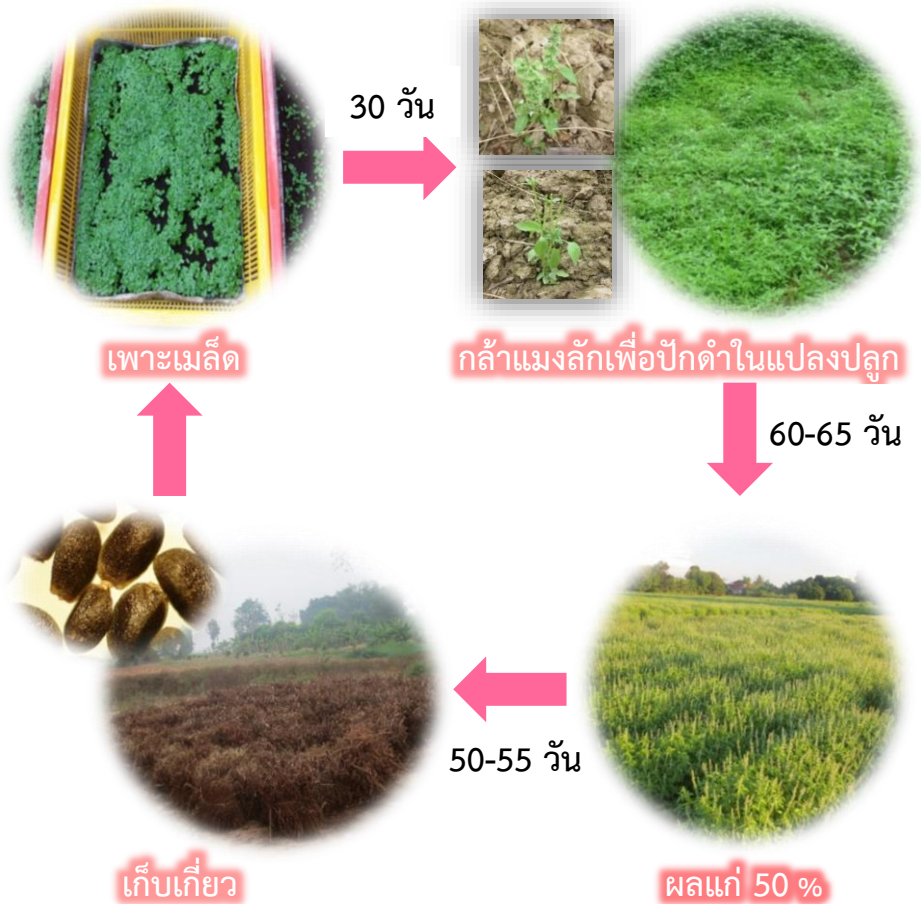 30 วัน
เพาะเมล็ด
กล้าแมงลักเพื่อปักดำในแปลงปลูก
60-65 วัน
50-55 วัน
เก็บเกี่ยว
ผลแก่ 50 %